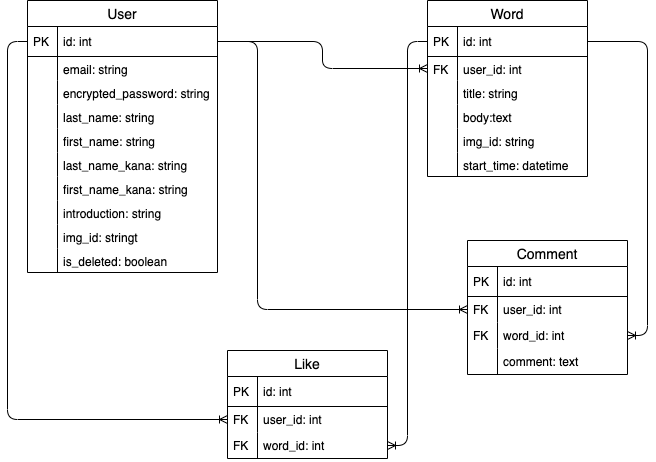 User
PK id: int
email: string
encrypted_password: string
last_name: string
first_name: string
last_name_kana: string
first_name_kana: string
introduction: string
img_id: stringt
is_deleted: boolean
Word
PK id: int
FK user_id: int
title: string
body:text
img_id: string
start_time: datetime
Comment
PK id: int
FK user_id: int
FK word_id: int
comment: text
Like
PK id: int
FK user_id: int
FK word_id: int